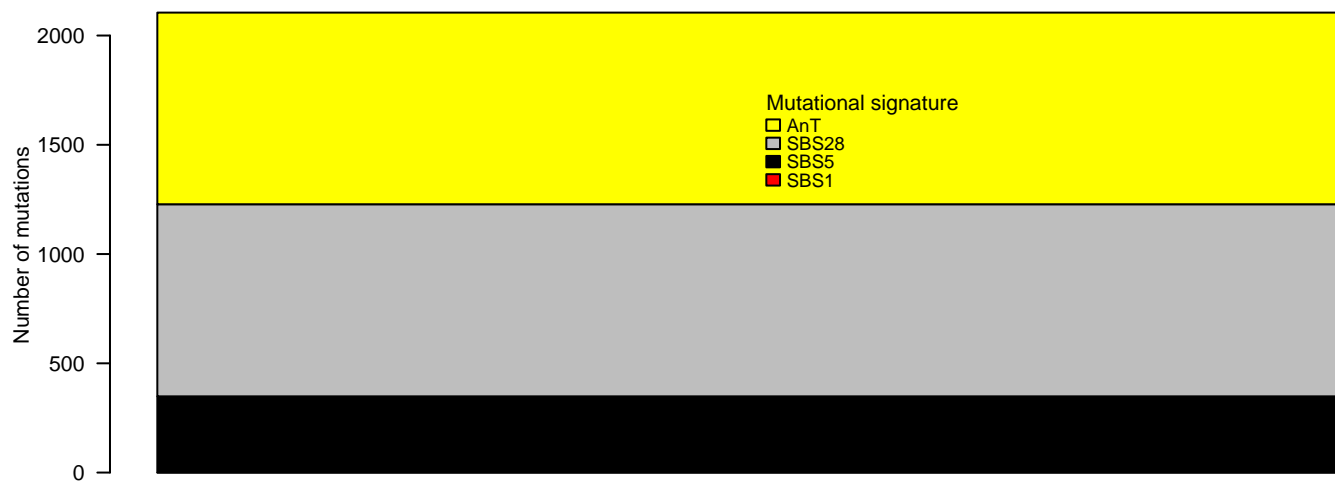 2000
1500
1000
500
0
Number of mutations
Mutational signature
AnT
SBS28
SBS5
SBS1